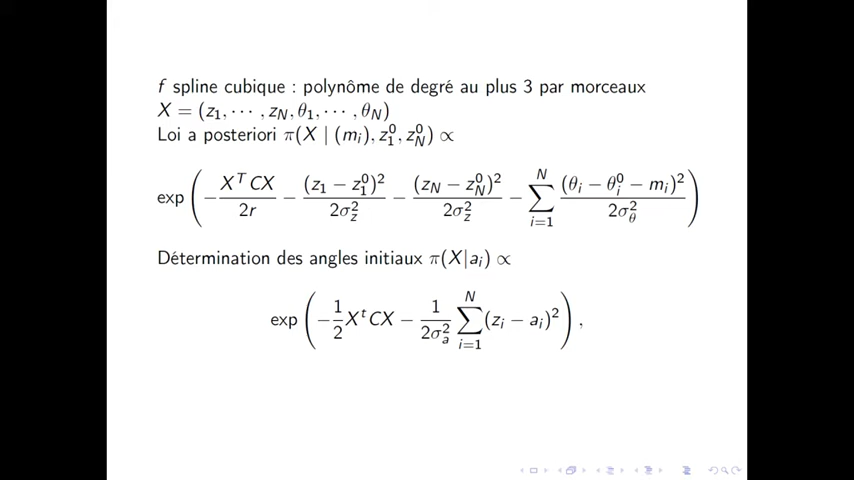 f spline cubique : polynôme de degré au plus 3 par morceaux
X = (z_1, ⋯ , z_N, θ_1, ⋯ , θ_N)
Loi a posteriori π(X | (m_i), z_1^0, z_N^0) ∝
exp ( − X^T CX / 2r − (z_1 − z_1^0)^2 / 2σ_z^2 − (z_N − z_N^0)^2 / 2σ_z^2 − ∑_{i=1}^N (θ_i − θ_i^0 − m_i)^2 / 2σ_θ^2 )
Détermination des angles initiaux π(X|a_i) ∝
exp ( − 1/2 X^t CX − 1 / 2σ_a^2 ∑_{i=1}^N (z_i − a_i)^2 ) ,